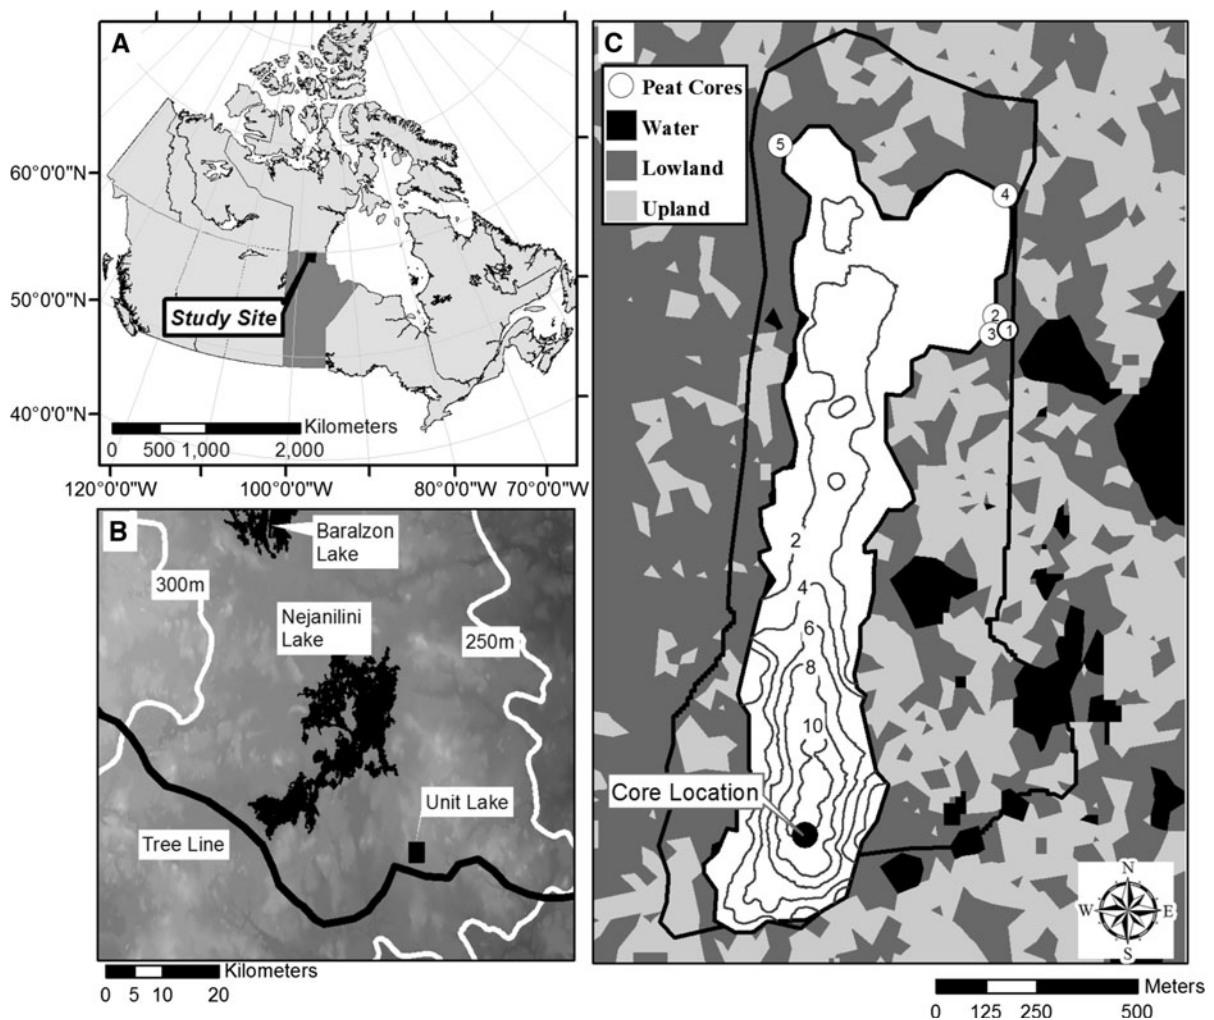 A
60°0'0"N
50°0'0"N
40°0'0"N
Study Site
Kilometers
0 500 1,000 2,000
120°0'0"W 100°0'0"W 80°0'0"W 70°0'0"W
B
Baralzon
Lake
300m
Nejanilini
Lake
250m
Unit Lake
Tree Line
Kilometers
0 5 10 20
C
Peat Cores
Water
Lowland
Upland
5
4
2
3
1
2
4
6
8
10
Core Location
N
W E
S
Meters
0 125 250 500